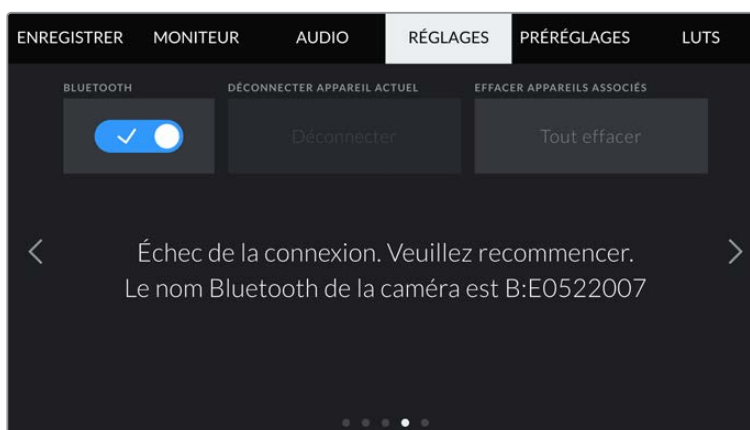 ENREGISTRER MONITEUR AUDIO RÉGLAGES PRÉRÉGLAGES LUTS
BLUETOOTH DÉCONNECTER APPAREIL ACTUEL EFFACER APPAREILS ASSOCIÉS
Déconnecter Tout effacer
Échec de la connexion. Veuillez recommencer.
Le nom Bluetooth de la caméra est B:E0522007